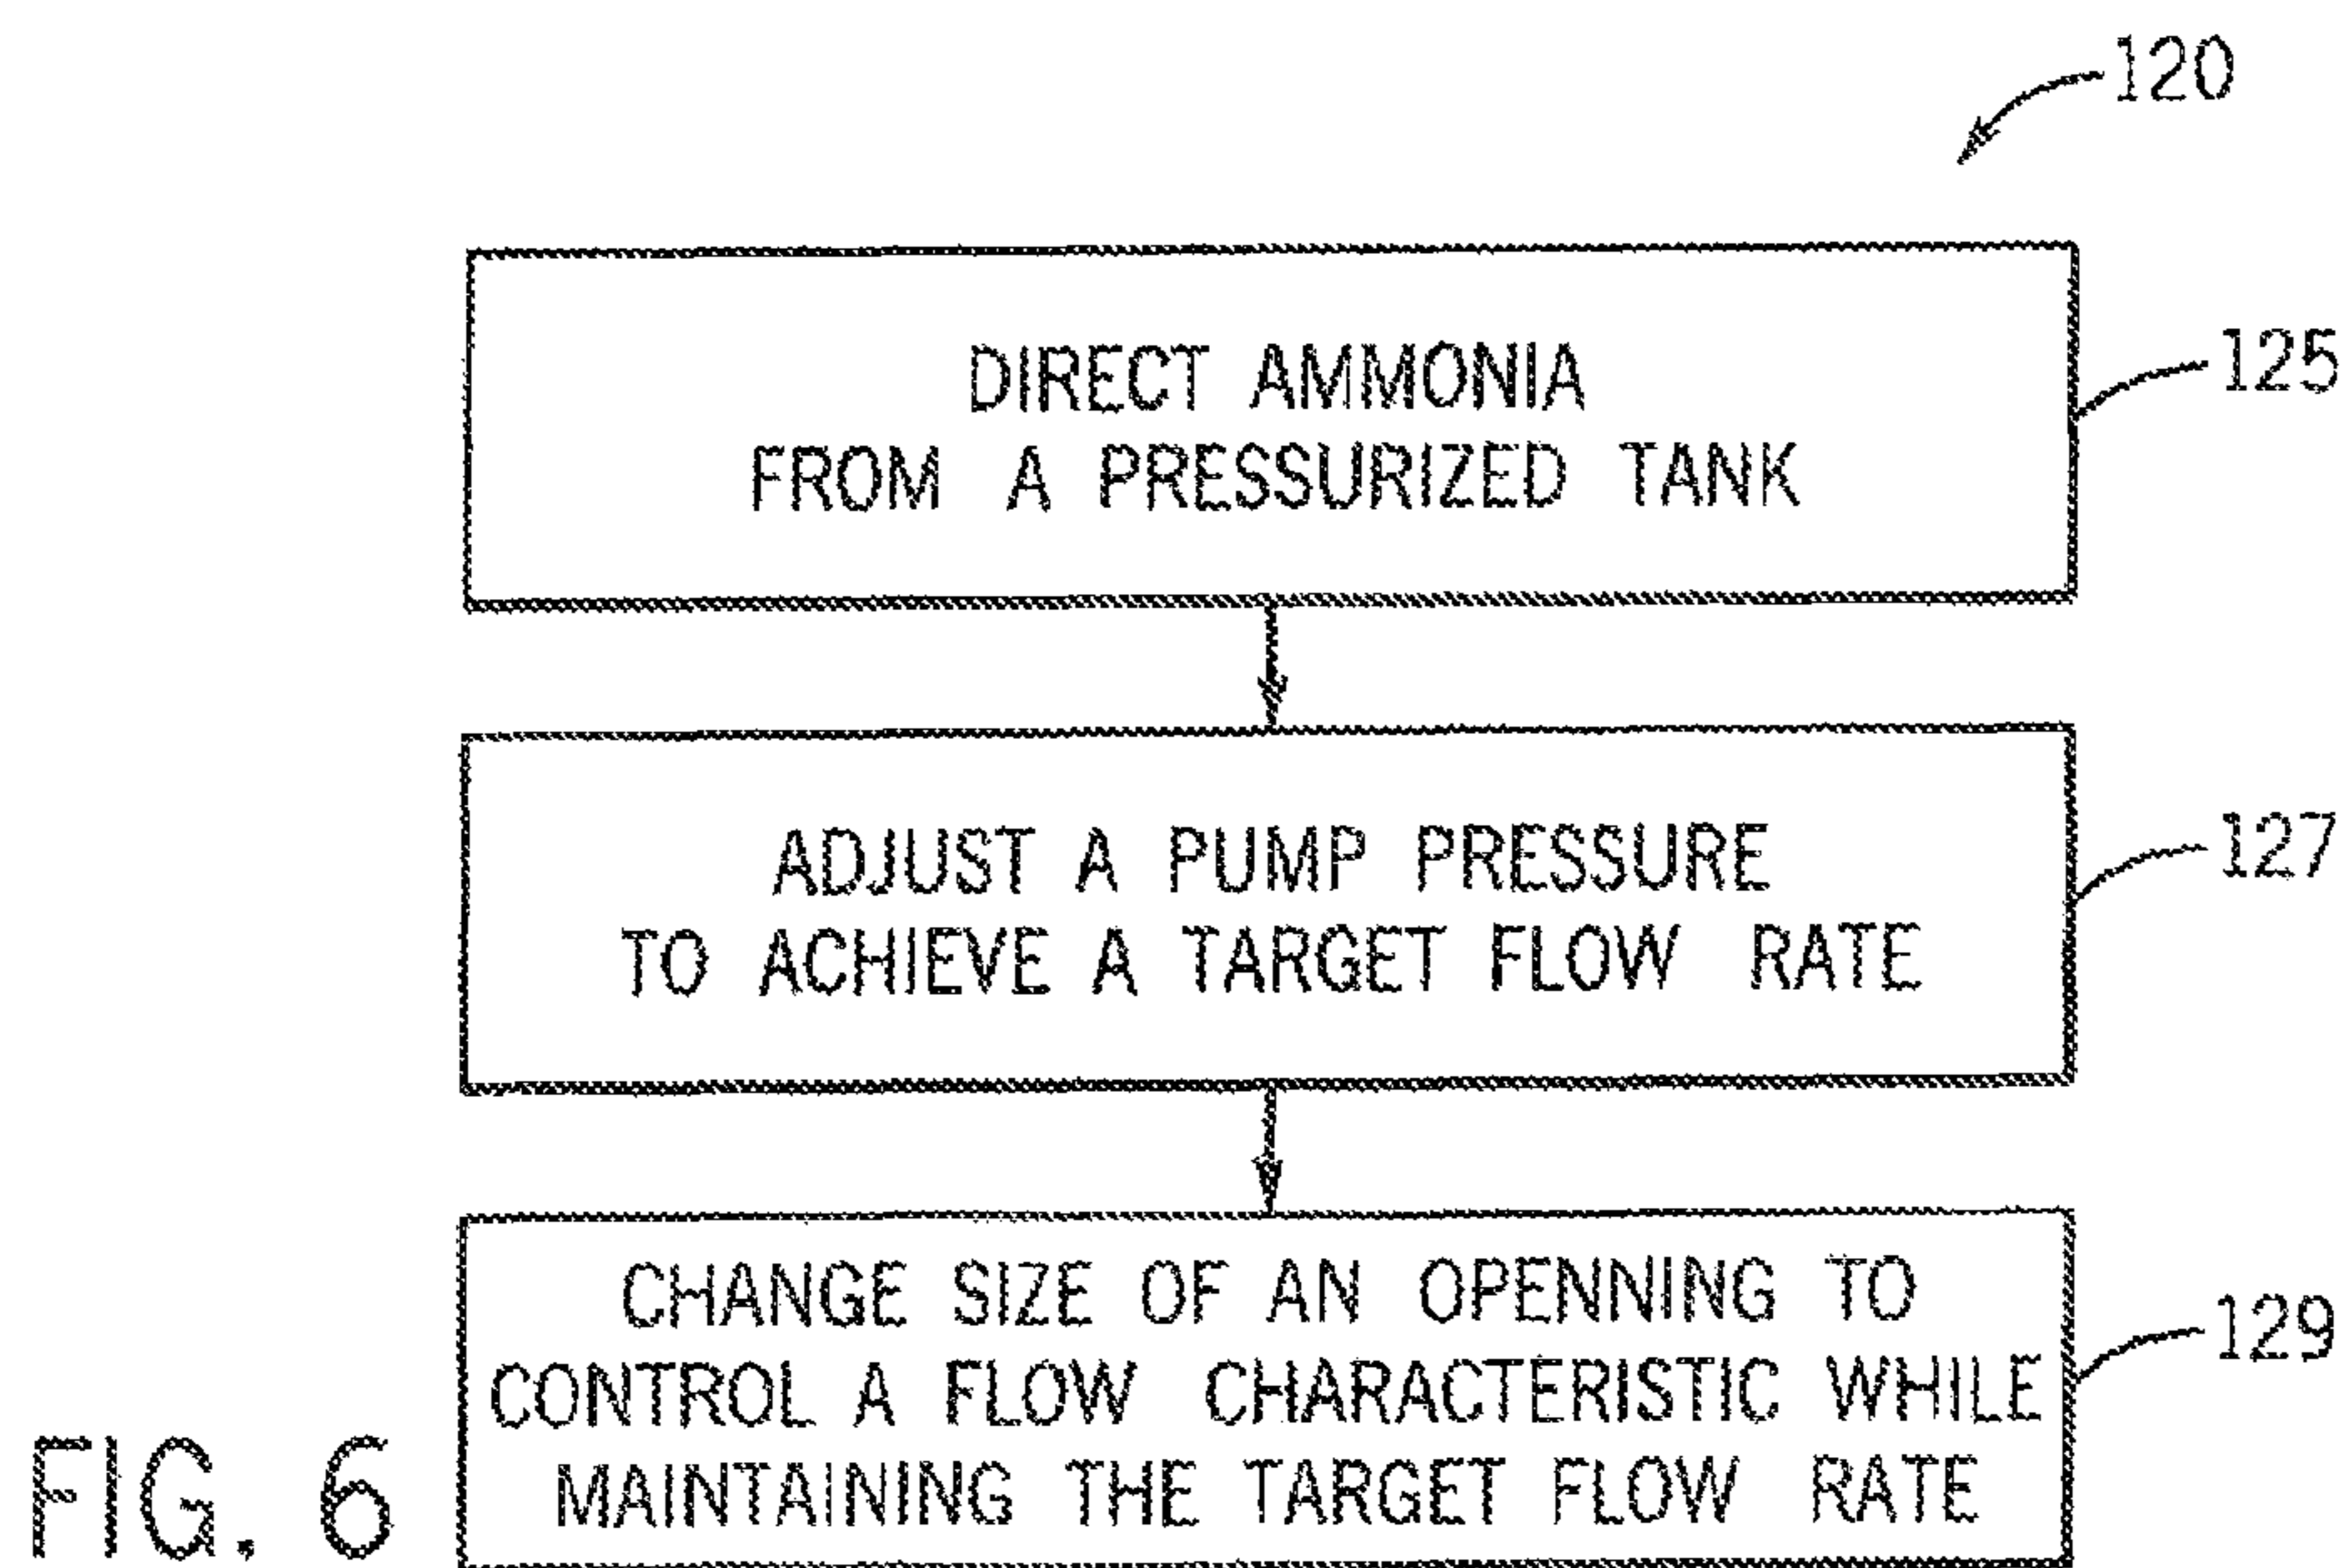 120
DIRECT AMMONIA
FROM A PRESSURIZED TANK
125
ADJUST A PUMP PRESSURE
TO ACHIEVE A TARGET FLOW RATE
127
CHANGE SIZE OF AN OPENNING TO
CONTROL A FLOW CHARACTERISTIC WHILE
MAINTAINING THE TARGET FLOW RATE
129
FIG. 6